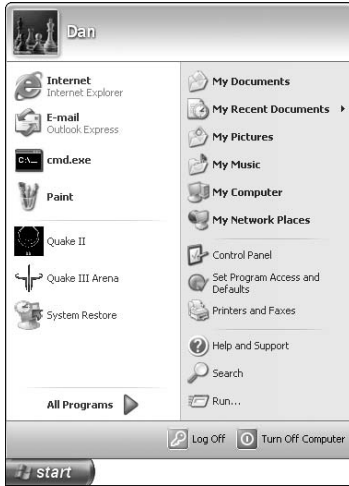 Dan
Internet
Internet Explorer
E-mail
Outlook Express
cmd.exe
Paint
Quake II
Quake III Arena
System Restore
All Programs
My Documents
My Recent Documents
My Pictures
My Music
My Computer
My Network Places
Control Panel
Set Program Access and
Defaults
Printers and Faxes
Help and Support
Search
Run...
Log Off
Turn Off Computer
start